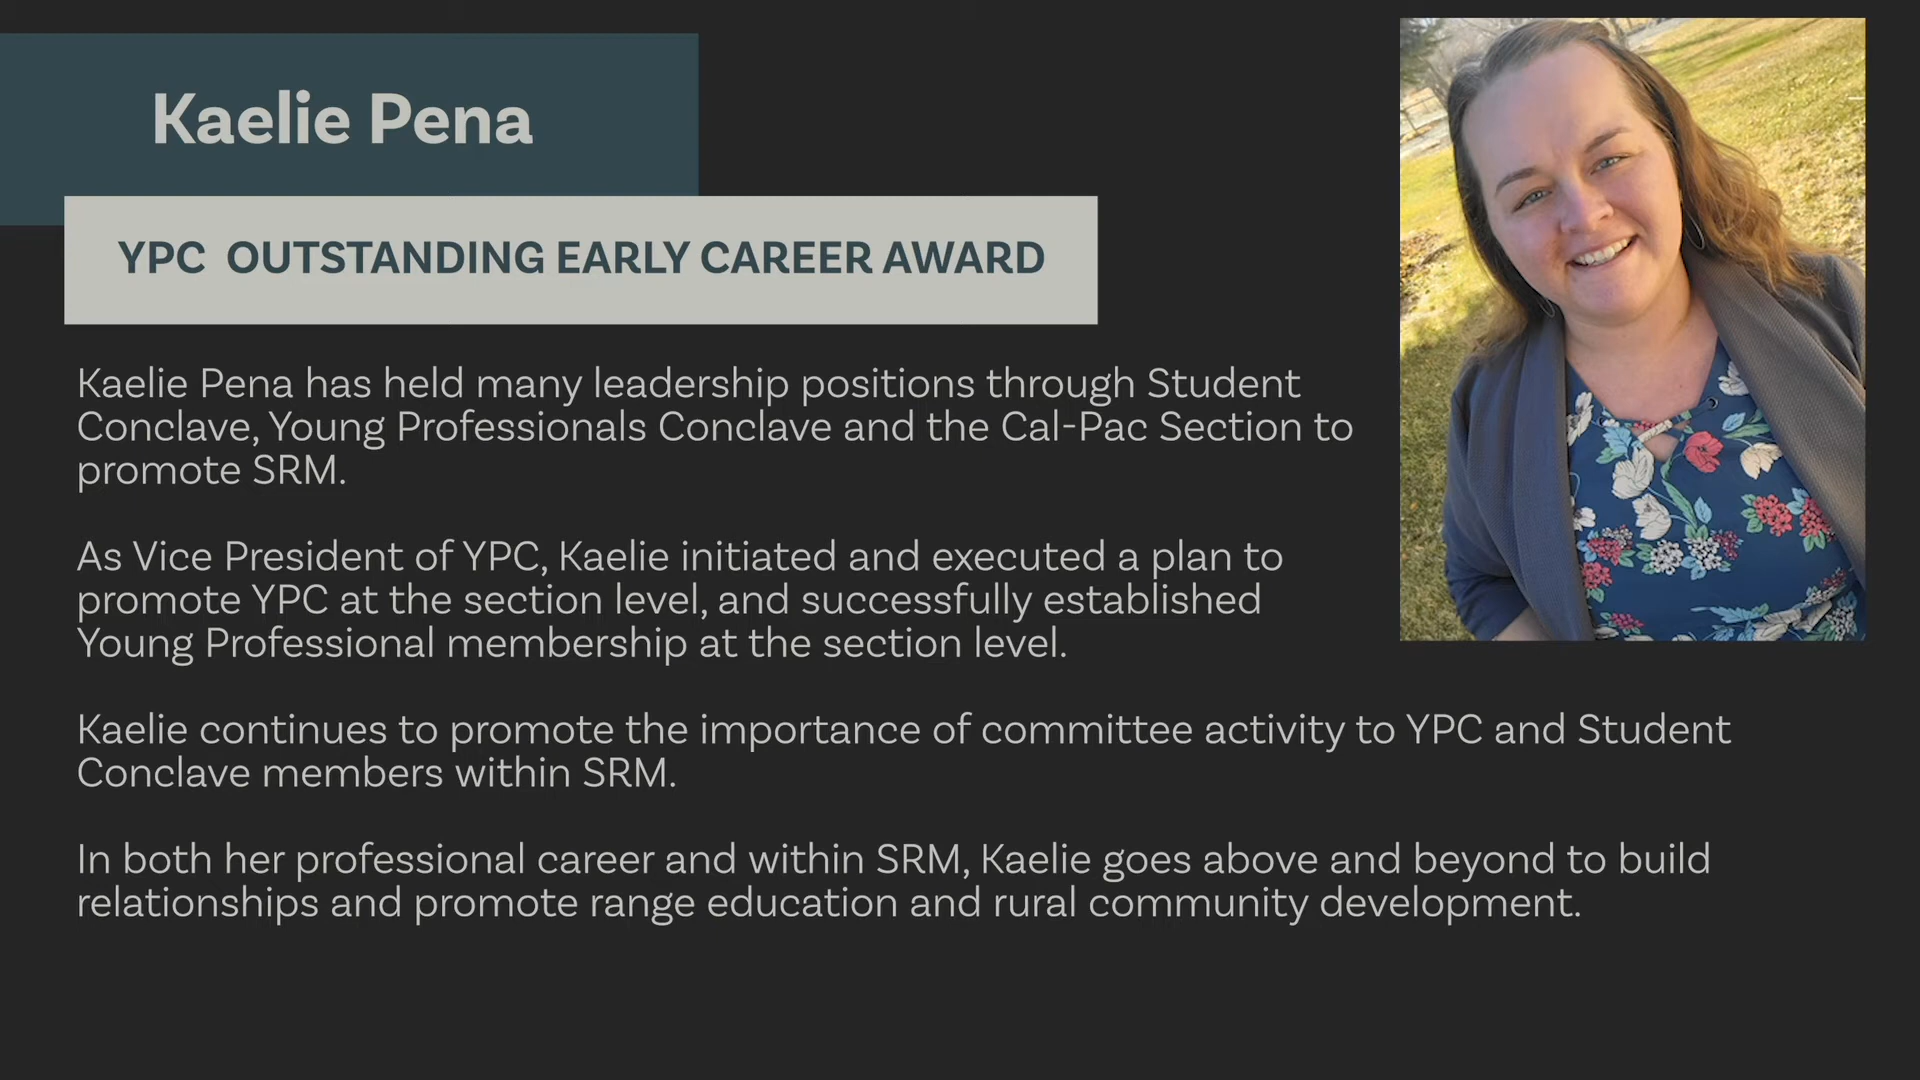 Kaelie Pena
YPC OUTSTANDING EARLY CAREER AWARD
Kaelie Pena has held many leadership positions through Student
Conclave, Young Professionals Conclave and the Cal-Pac Section to
promote SRM.
As Vice President of YPC, Kaelie initiated and executed a plan to
promote YPC at the section level, and successfully established
Young Professional membership at the section level.
Kaelie continues to promote the importance of committee activity to YPC and Student
Conclave members within SRM.
In both her professional career and within SRM, Kaelie goes above and beyond to build
relationships and promote range education and rural community development.